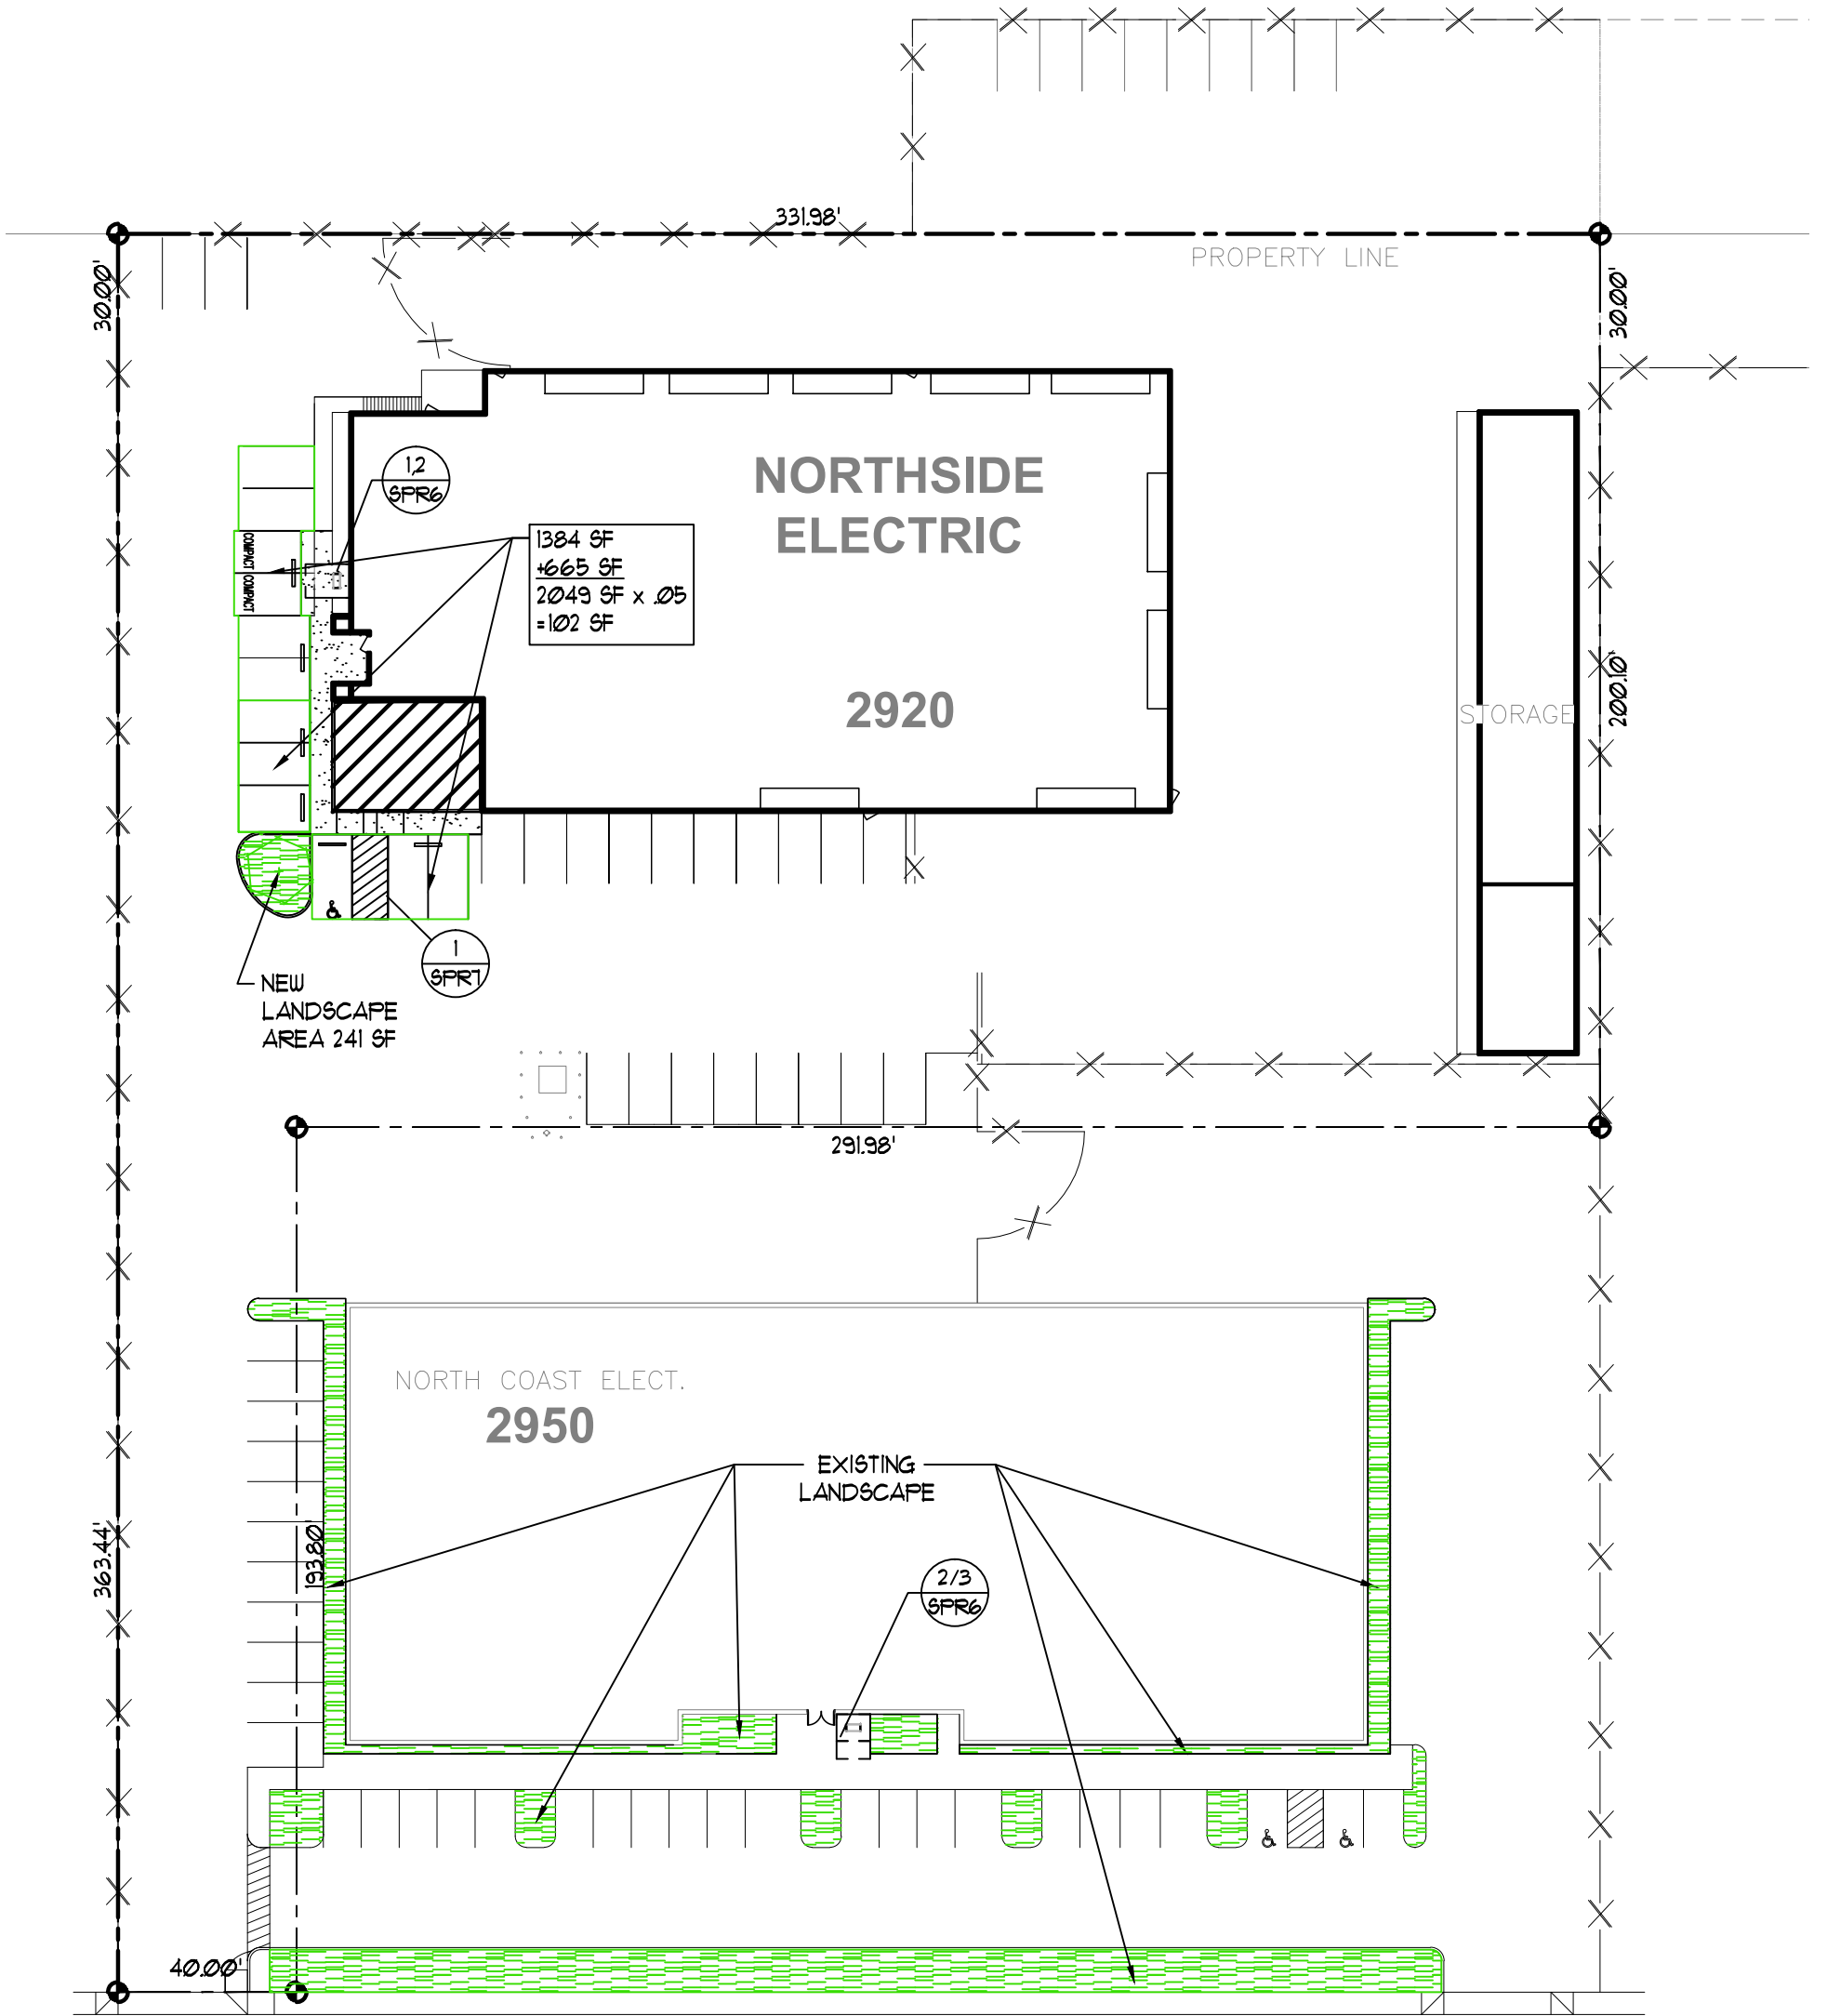 331.98'
PROPERTY LINE
30.00'
30.00'
1,2
SPR6
NORTHSIDE
ELECTRIC
1384 SF
+665 SF
2049 SF x .05
=102 SF
COMPACT
COMPACT
2920
STORAGE
200.10'
1
SPR7
NEW
LANDSCAPE
AREA 241 SF
291.98'
NORTH COAST ELECT.
2950
EXISTING
LANDSCAPE
363.44'
193.80'
2/3
SPR6
40.00'